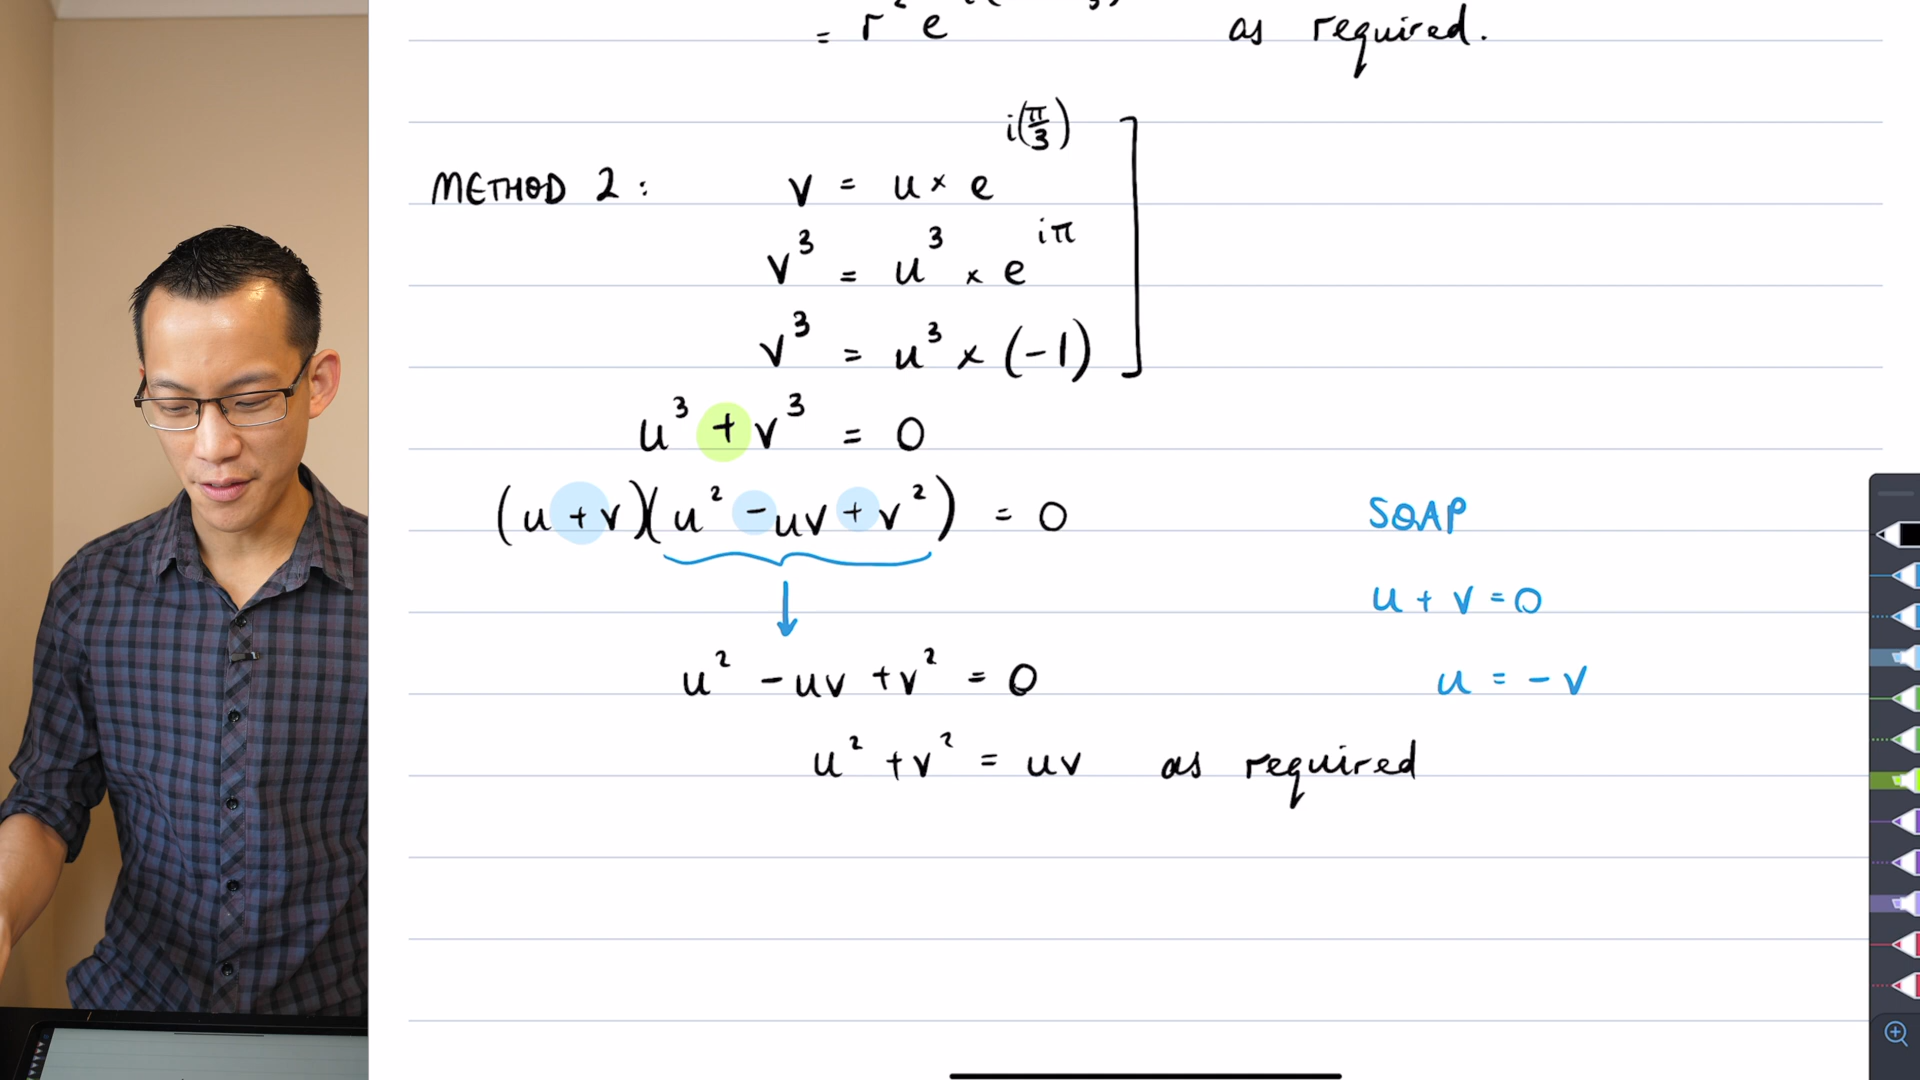 = r² e as required.
METHOD 2 : v = u × e^{i(π/3)}
v³ = u³ × e^{iπ}
v³ = u³ × (-1)
u³ + v³ = 0
(u + v)(u² - uv + v²) = 0
SOAP
u + v = 0
u² - uv + v² = 0
u = - v
u² + v² = uv as required